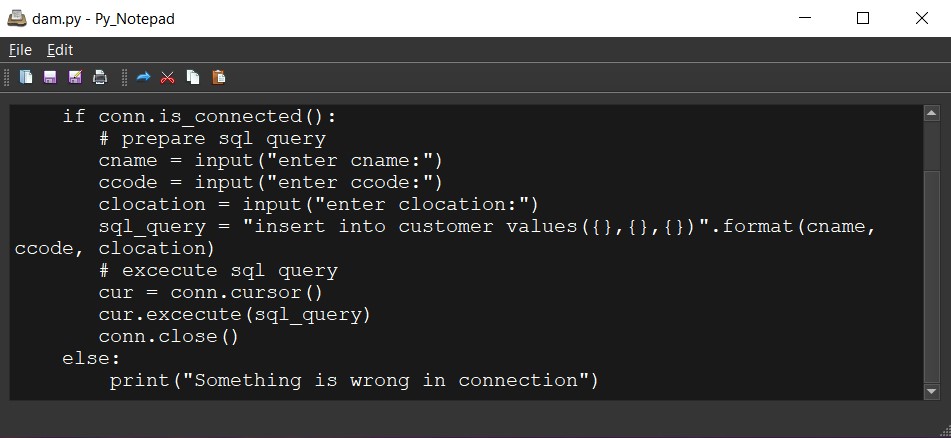 dam.py - Py_Notepad
File Edit
if conn.is_connected():
# prepare sql query
cname = input("enter cname:")
ccode = input("enter ccode:")
clocation = input("enter clocation:")
sql_query = "insert into customer values({},{},{})".format(cname,
ccode, clocation)
# excecute sql query
cur = conn.cursor()
cur.excecute(sql_query)
conn.close()
else:
print("Something is wrong in connection")